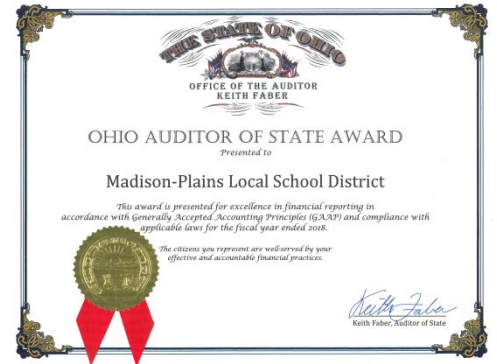 THE STATE OF OHIO
OFFICE OF THE AUDITOR
KEITH FABER
OHIO AUDITOR OF STATE AWARD
Presented to
Madison-Plains Local School District
This award is presented for excellence in financial reporting in
accordance with Generally Accepted Accounting Principles (GAAP) and compliance with
applicable laws for the fiscal year ended 2018.
The citizens you represent are well-served by your
effective and accountable financial practices.
Keith Faber
Keith Faber, Auditor of State